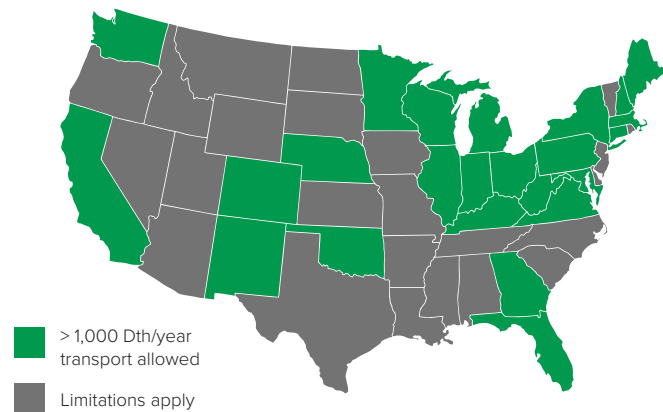 > 1,000 Dth/year
transport allowed
Limitations apply